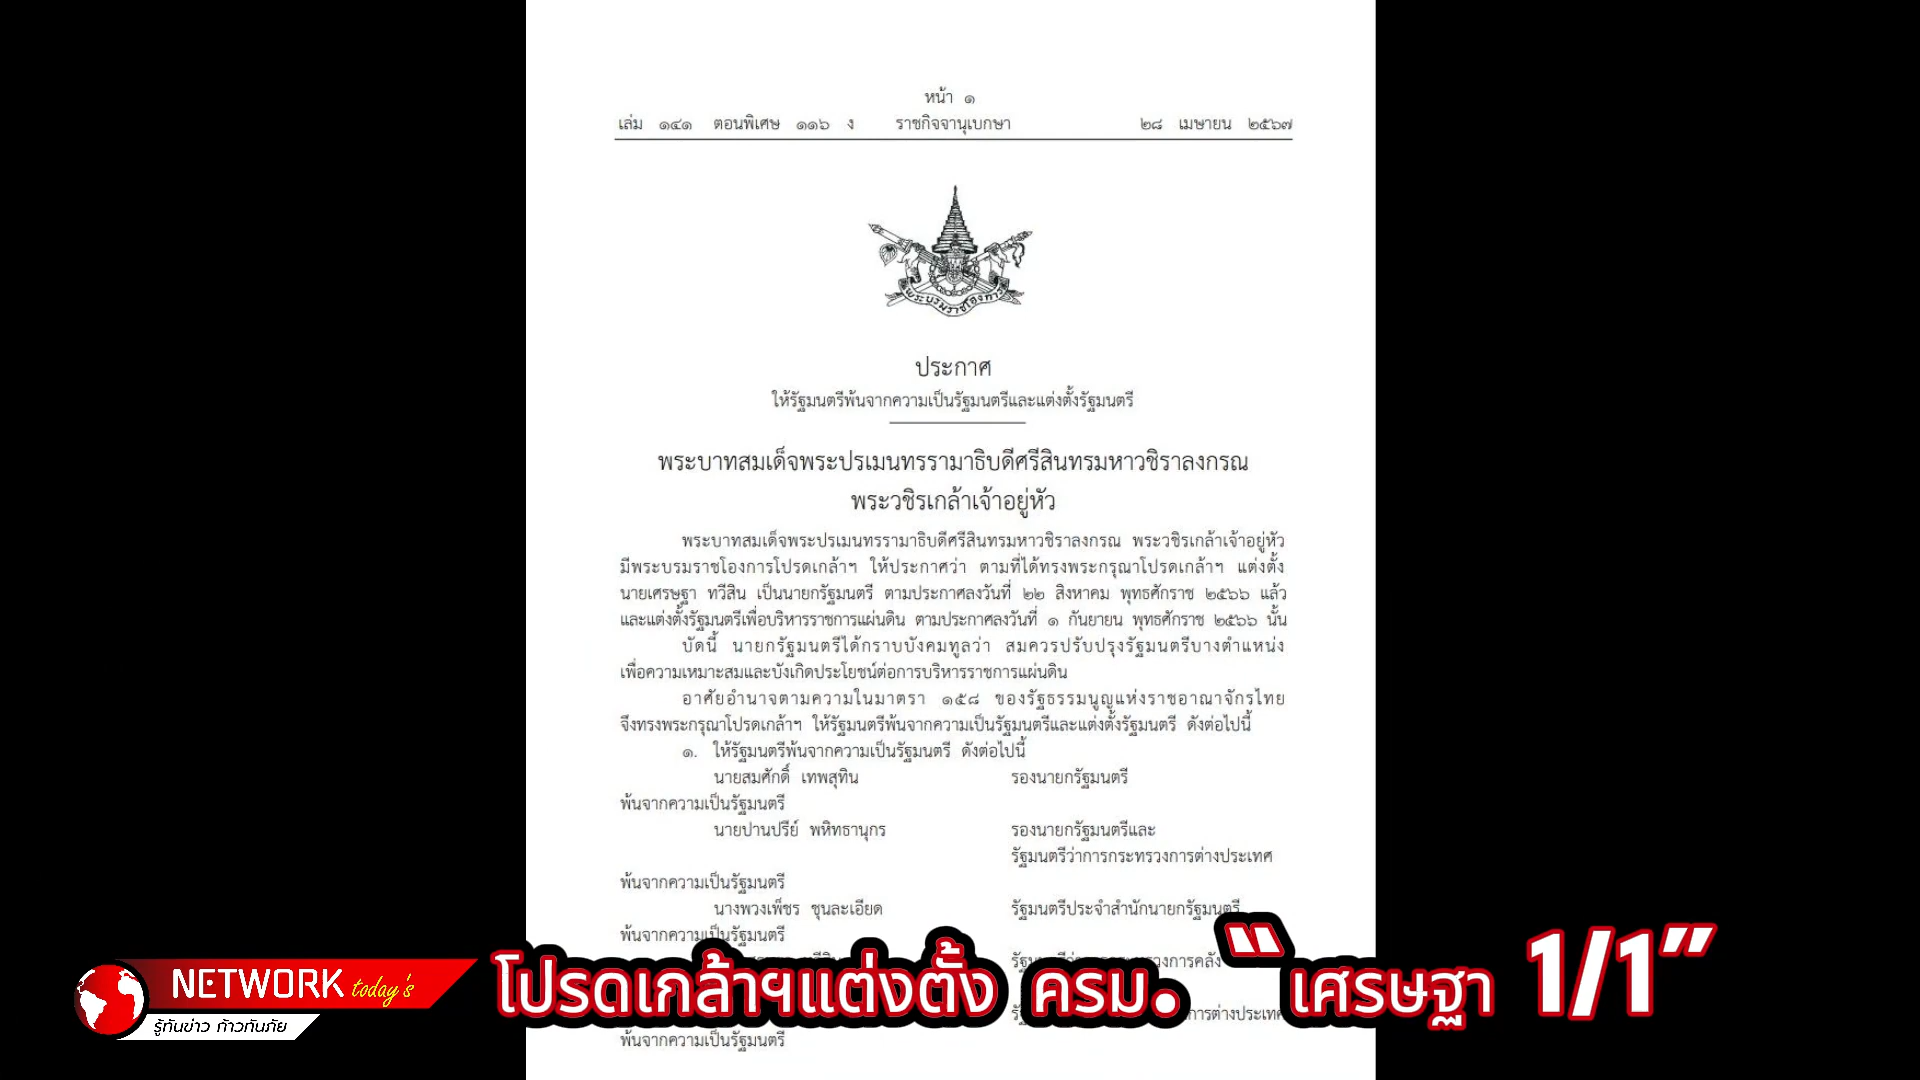 หน้า ๑
เล่ม ๑๔๑ ตอนพิเศษ ๑๑๖ ง ราชกิจจานุเบกษา ๒๘ เมษายน ๒๕๖๗
พระบรมราชโองการ
ประกาศ
ให้รัฐมนตรีพ้นจากความเป็นรัฐมนตรีและแต่งตั้งรัฐมนตรี
พระบาทสมเด็จพระปรเมนทรรามาธิบดีศรีสินทรมหาวชิราลงกรณ
พระวชิรเกล้าเจ้าอยู่หัว
พระบาทสมเด็จพระปรเมนทรรามาธิบดีศรีสินทรมหาวชิราลงกรณ พระวชิรเกล้าเจ้าอยู่หัว
มีพระบรมราชโองการโปรดเกล้าฯ ให้ประกาศว่า ตามที่ได้ทรงพระกรุณาโปรดเกล้าฯ แต่งตั้ง
นายเศรษฐา ทวีสิน เป็นนายกรัฐมนตรี ตามประกาศลงวันที่ ๒๒ สิงหาคม พุทธศักราช ๒๕๖๖ แล้ว
และแต่งตั้งรัฐมนตรีเพื่อบริหารราชการแผ่นดิน ตามประกาศลงวันที่ ๑ กันยายน พุทธศักราช ๒๕๖๖ นั้น
บัดนี้ นายกรัฐมนตรีได้กราบบังคมทูลว่า สมควรปรับปรุงรัฐมนตรีบางตำแหน่ง
เพื่อความเหมาะสมและบังเกิดประโยชน์ต่อการบริหารราชการแผ่นดิน
อาศัยอำนาจตามความในมาตรา ๑๕๘ ของรัฐธรรมนูญแห่งราชอาณาจักรไทย
จึงทรงพระกรุณาโปรดเกล้าฯ ให้รัฐมนตรีพ้นจากความเป็นรัฐมนตรีและแต่งตั้งรัฐมนตรี ดังต่อไปนี้
๑. ให้รัฐมนตรีพ้นจากความเป็นรัฐมนตรี ดังต่อไปนี้
นายสมศักดิ์ เทพสุทิน รองนายกรัฐมนตรี
พ้นจากความเป็นรัฐมนตรี
นายปานปรีย์ พหิทธานุกร รองนายกรัฐมนตรีและ
รัฐมนตรีว่าการกระทรวงการต่างประเทศ
พ้นจากความเป็นรัฐมนตรี
นางพวงเพ็ชร ชุนละเอียด รัฐมนตรีประจำสำนักนายกรัฐมนตรี
พ้นจากความเป็นรัฐมนตรี
การคลัง
การต่างประเทศ
พ้นจากความเป็นรัฐมนตรี
NETWORK today's
รู้ทันข่าว ก้าวทันภัย
โปรดเกล้าฯแต่งตั้ง ครม. “เศรษฐา 1/1”